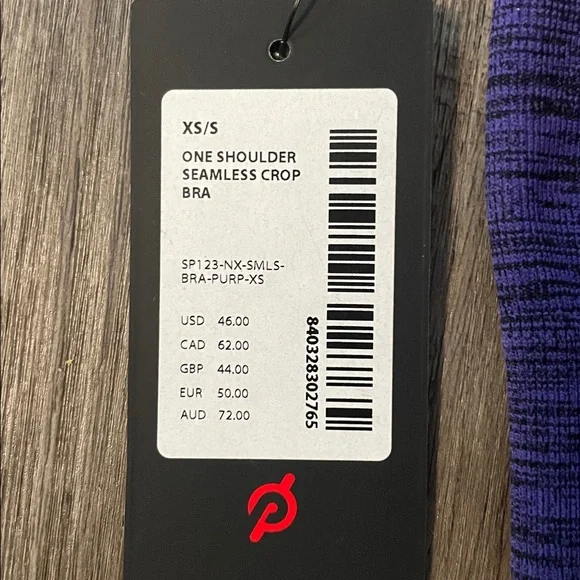 XS/S
ONE SHOULDER
SEAMLESS CROP
BRA
SP123-NX-SMLS-
BRA-PURP-XS
USD 46.00
CAD 62.00
GBP 44.00
EUR 50.00
AUD 72.00
840328302765